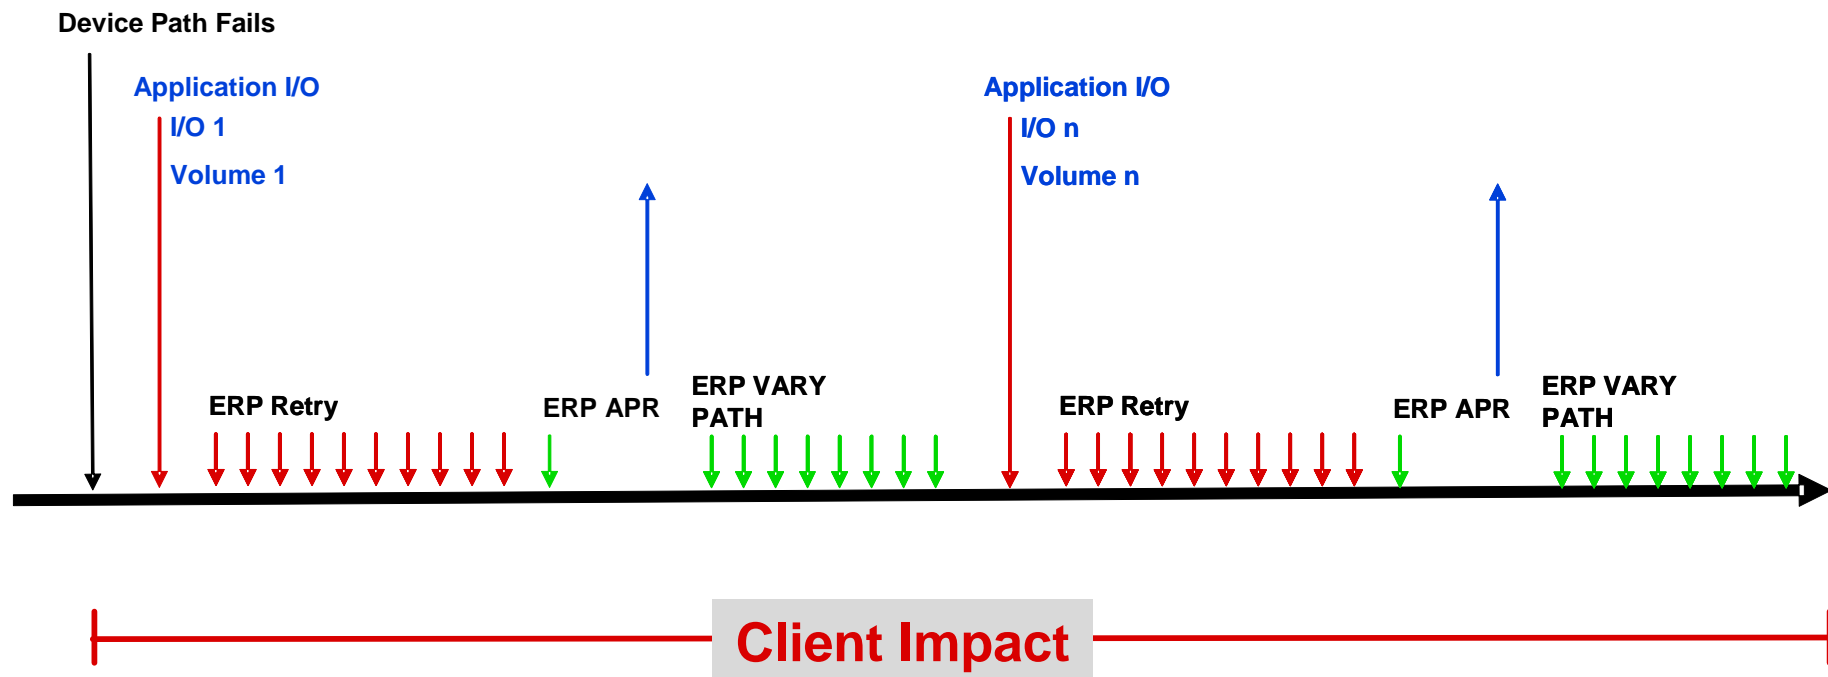 Device Path Fails
Application I/O
I/O 1
Volume 1
Application I/O
I/O n
Volume n
ERP Retry
ERP APR
ERP VARY
PATH
ERP Retry
ERP APR
ERP VARY
PATH
Client Impact